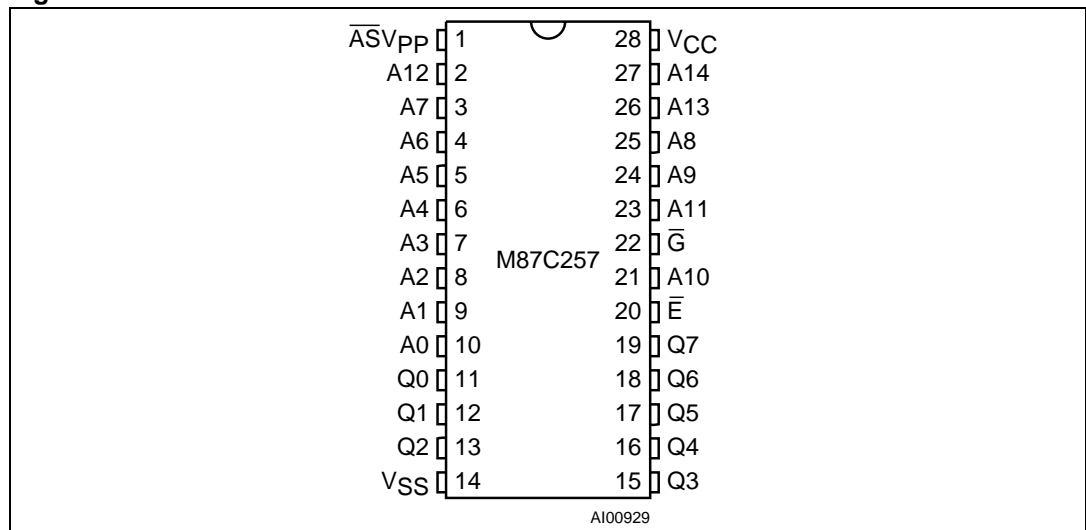 A̅S̅VPP 1 28 VCC
A12 2 27 A14
A7 3 26 A13
A6 4 25 A8
A5 5 24 A9
A4 6 23 A11
A3 7 22 G̅
M87C257
A2 8 21 A10
A1 9 20 E̅
A0 10 19 Q7
Q0 11 18 Q6
Q1 12 17 Q5
Q2 13 16 Q4
VSS 14 15 Q3
AI00929